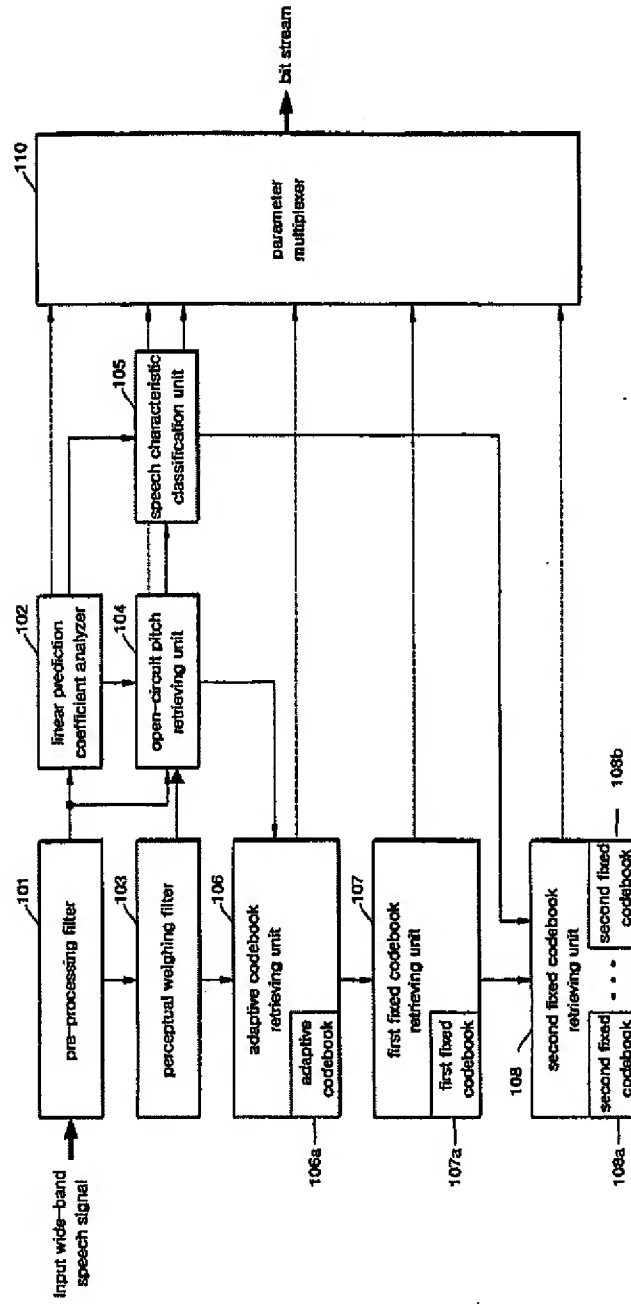 Input wide-band
speech signal
101
pre-processing filter
102
linear prediction
coefficient analyzer
103
perceptual weighing filter
104
open-circuit pitch
retrieving unit
105
speech characteristic
classification unit
106
adaptive codebook
retrieving unit
adaptive
codebook
106a
107
first fixed codebook
retrieving unit
first fixed
codebook
107a
108
second fixed codebook
retrieving unit
second fixed
codebook
108a
second fixed
codebook
108b
110
parameter
multiplexer
bit stream